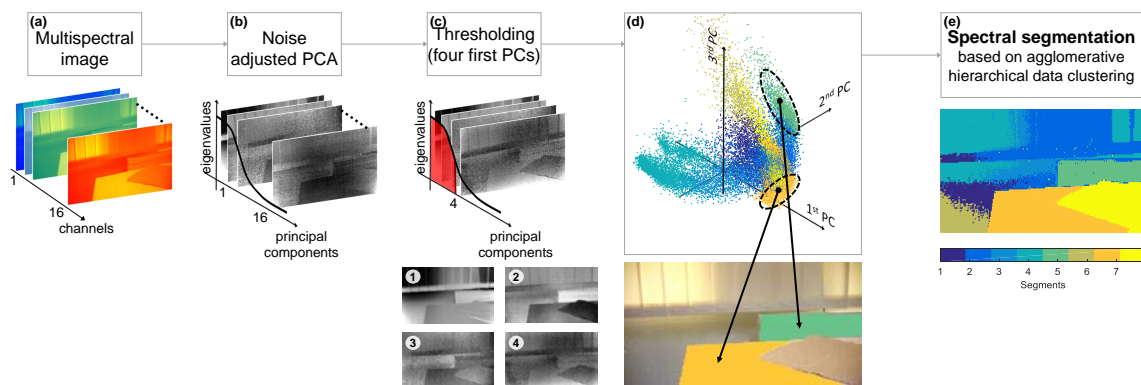 (a)
Multispectral
image
1
16
channels
(b)
Noise
adjusted PCA
eigenvalues
1
16
principal
components
(c)
Thresholding
(four first PCs)
eigenvalues
4
principal
components
1
2
3
4
(d)
3rd PC
2nd PC
1st PC
(e)
Spectral segmentation
based on agglomerative
hierarchical data clustering
1 2 3 4 5 6 7
Segments